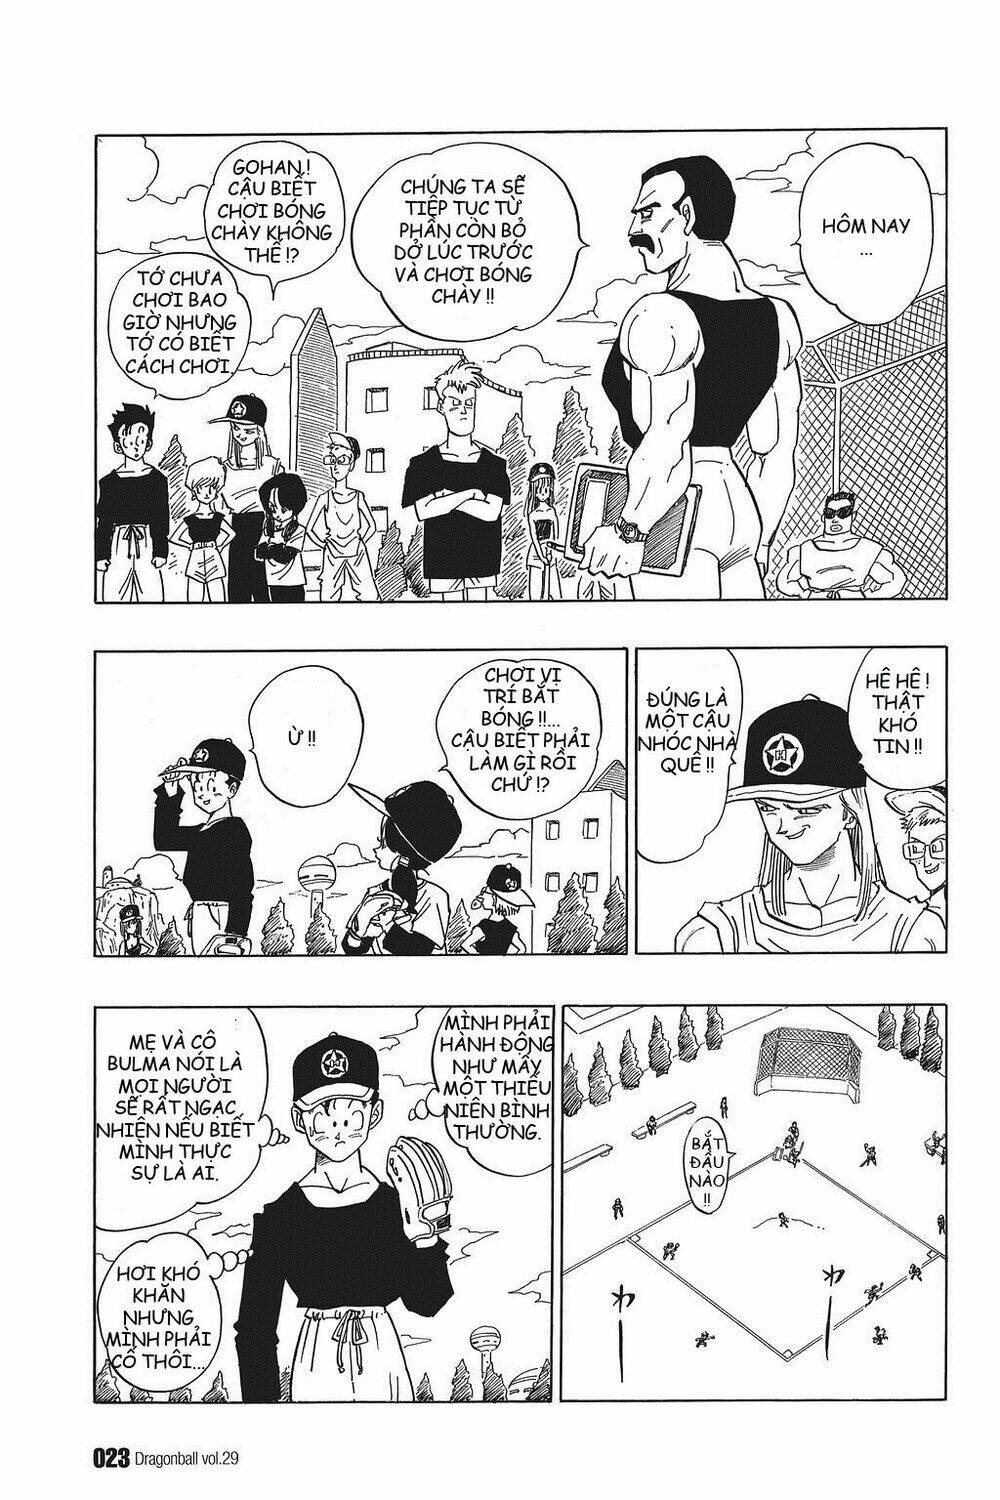 HÔM NAY
...
CHÚNG TA SẼ
TIẾP TỤC TỪ
PHẦN CÒN BỎ
DỞ LÚC TRƯỚC
VÀ CHƠI BÓNG
CHÀY !!
GOHAN !
CẬU BIẾT
CHƠI BÓNG
CHÀY KHÔNG
THẾ !?
TỚ CHƯA
CHƠI BAO
GIỜ NHƯNG
TỚ CÓ BIẾT
CÁCH CHƠI.
CHƠI VỊ
TRÍ BẮT
BÓNG !!...
CẬU BIẾT PHẢI
LÀM GÌ RỒI
CHỨ !?
Ừ !!
HÊ HÊ !
THẬT
KHÓ
TIN !!
ĐÚNG LÀ
MỘT CẬU
NHÓC NHÀ
QUÊ !!
H
MÌNH PHẢI
HÀNH ĐỘNG
NHƯ MẤY
MỘT THIẾU
NIÊN BÌNH
THƯỜNG.
MẸ VÀ CÔ
BULMA NÓI LÀ
MỌI NGƯỜI
SẼ RẤT NGẠC
NHIÊN NẾU BIẾT
MÌNH THỰC
SỰ LÀ AI.
H
HƠI KHÓ
KHĂN
NHƯNG
MÌNH PHẢI
CỐ THÔI...
BẮT
ĐẦU
NÀO
!!
わー
わー
023 Dragonball vol.29